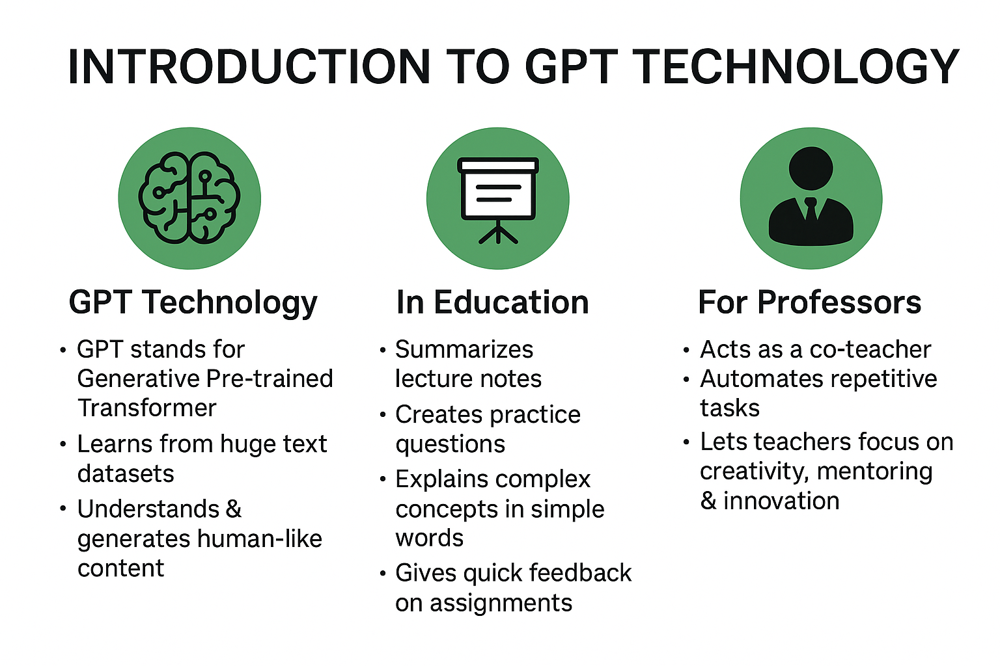 INTRODUCTION TO GPT TECHNOLOGY
GPT Technology
• GPT stands for
Generative Pre-trained
Transformer
• Learns from huge text
datasets
• Understands &
generates human-like
content
In Education
• Summarizes
lecture notes
• Creates practice
questions
• Explains complex
concepts in simple
words
• Gives quick feedback
on assignments
For Professors
• Acts as a co-teacher
• Automates repetitive
tasks
• Lets teachers focus on
creativity, mentoring
& innovation